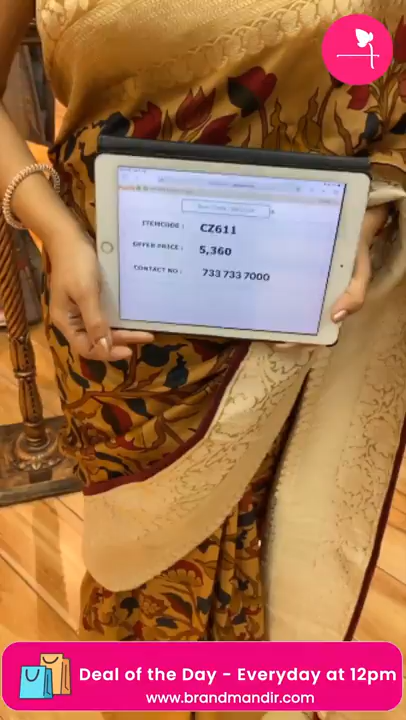 ITEMCODE : CZ611
OFFER PRICE : 5,360
CONTACT NO : 733 733 7000
Deal of the Day - Everyday at 12pm
www.brandmandir.com